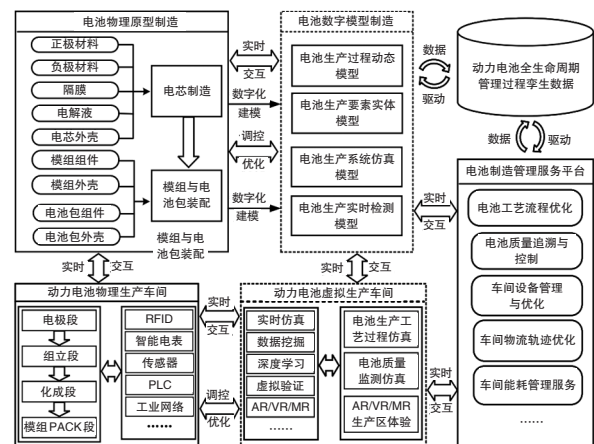 电池物理原型制造
正极材料
负极材料
隔膜
电解液
电芯外壳
模组组件
模组外壳
电池包组件
电池包外壳
电芯制造
模组与电
池包装配
模组与电
池包装配
实时
交互
数字化
建模
调控
优化
数字化
建模
电池数字模型制造
电池生产过程动态
模型
电池生产要素实体
模型
电池生产系统仿真
模型
电池生产实时检测
模型
数据
驱动
动力电池全生命周期
管理过程孪生数据
数据
驱动
实时
交互
电池制造管理服务平台
电池工艺流程优化
电池质量追溯与
控制
车间设备管理
与优化
车间物流轨迹优化
车间能耗管理服务
……
实时
交互
实时
交互
动力电池物理生产车间
电极段
组立段
化成段
模组PACK段
RFID
智能电表
传感器
PLC
工业网络
……
实时
交互
调控
优化
动力电池虚拟生产车间
实时仿真
数据挖掘
深度学习
虚拟验证
AR/VR/MR
……
电池生产工
艺过程仿真
电池质量
监测仿真
AR/VR/MR
生产区体验
实时
交互